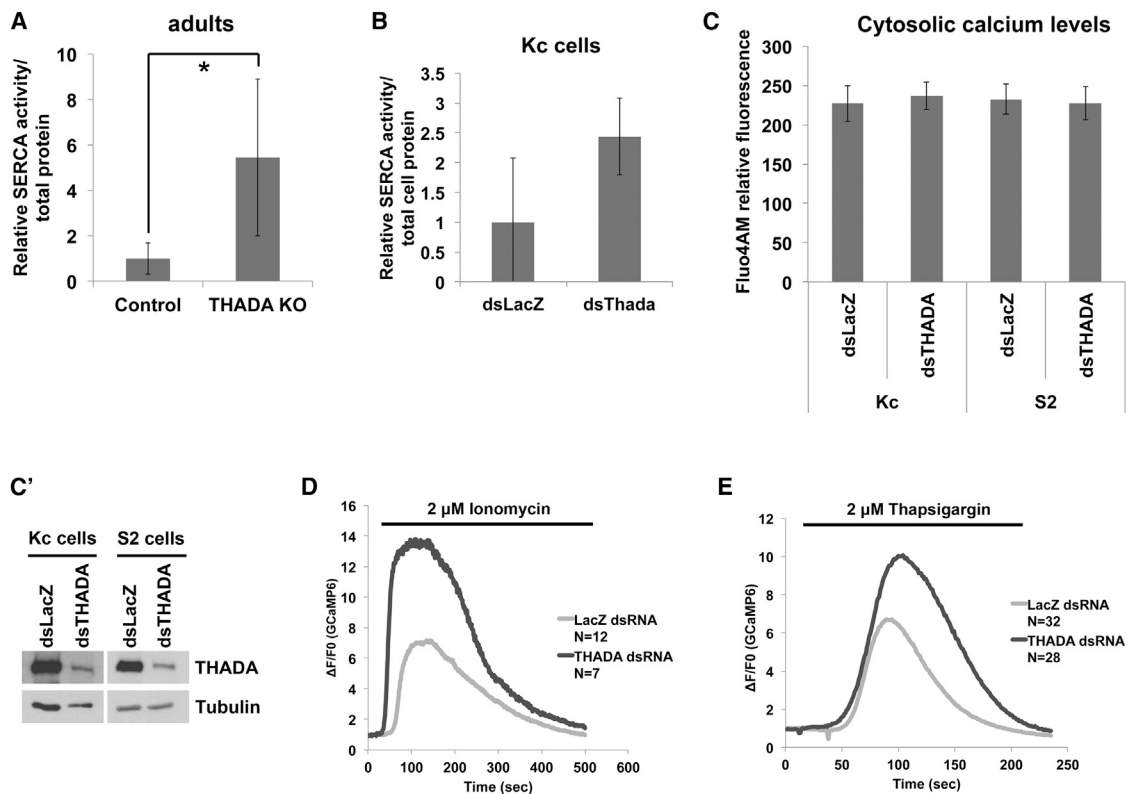 A
adults
Relative SERCA activity/
total protein
10
8
6
4
2
0
*
Control
THADA KO
B
Kc cells
Relative SERCA activity/
total cell protein
3.5
3
2.5
2
1.5
1
0.5
0
dsLacZ
dsThada
C
Cytosolic calcium levels
Fluo4AM relative fluorescence
300
250
200
150
100
50
0
dsLacZ
dsTHADA
dsLacZ
dsTHADA
Kc
S2
C'
Kc cells
S2 cells
dsLacZ
dsTHADA
dsLacZ
dsTHADA
THADA
Tubulin
D
2 µM Ionomycin
ΔF/F0 (GCaMP6)
16
14
12
10
8
6
4
2
0
0
100
200
300
400
500
600
Time (sec)
LacZ dsRNA
N=12
THADA dsRNA
N=7
E
2 µM Thapsigargin
ΔF/F0 (GCaMP6)
12
10
8
6
4
2
0
0
50
100
150
200
250
Time (sec)
LacZ dsRNA
N=32
THADA dsRNA
N=28